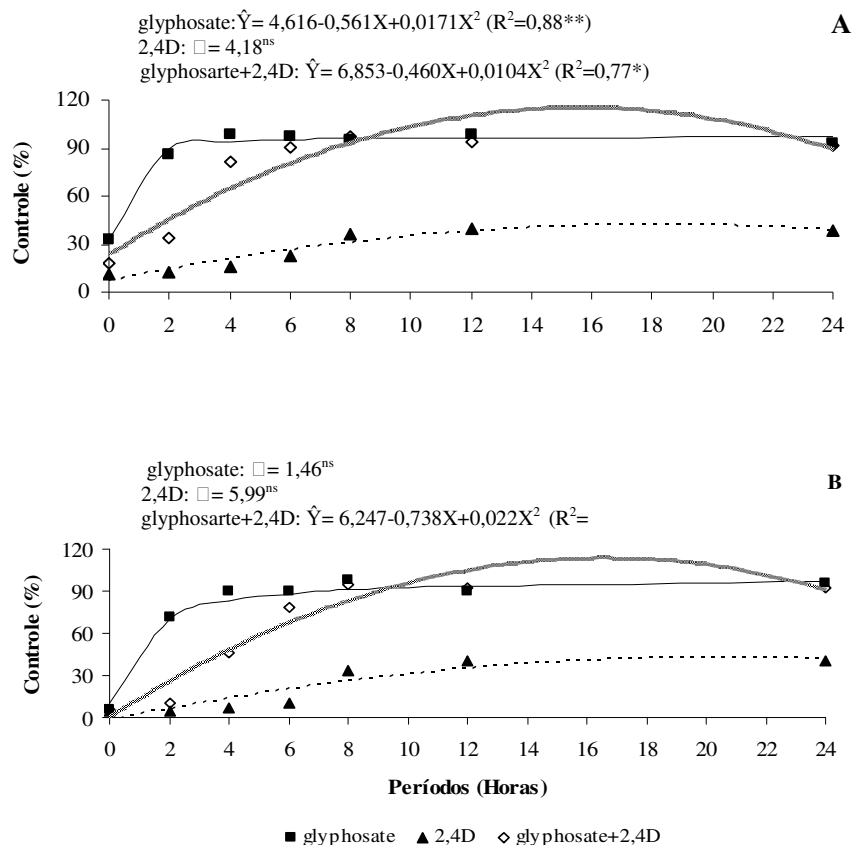 glyphosate:Ŷ= 4,616-0,561X+0,0171X² (R²=0,88**)
A
2,4D: □= 4,18ⁿˢ
glyphosarte+2,4D: Ŷ= 6,853-0,460X+0,0104X² (R²=0,77*)
120
90
60
30
0
Controle (%)
0 2 4 6 8 10 12 14 16 18 20 22 24
glyphosate: □= 1,46ⁿˢ
B
2,4D: □= 5,99ⁿˢ
glyphosarte+2,4D: Ŷ= 6,247-0,738X+0,022X² (R²=
120
90
60
30
0
Controle (%)
0 2 4 6 8 10 12 14 16 18 20 22 24
Períodos (Horas)
glyphosate 2,4D glyphosate+2,4D